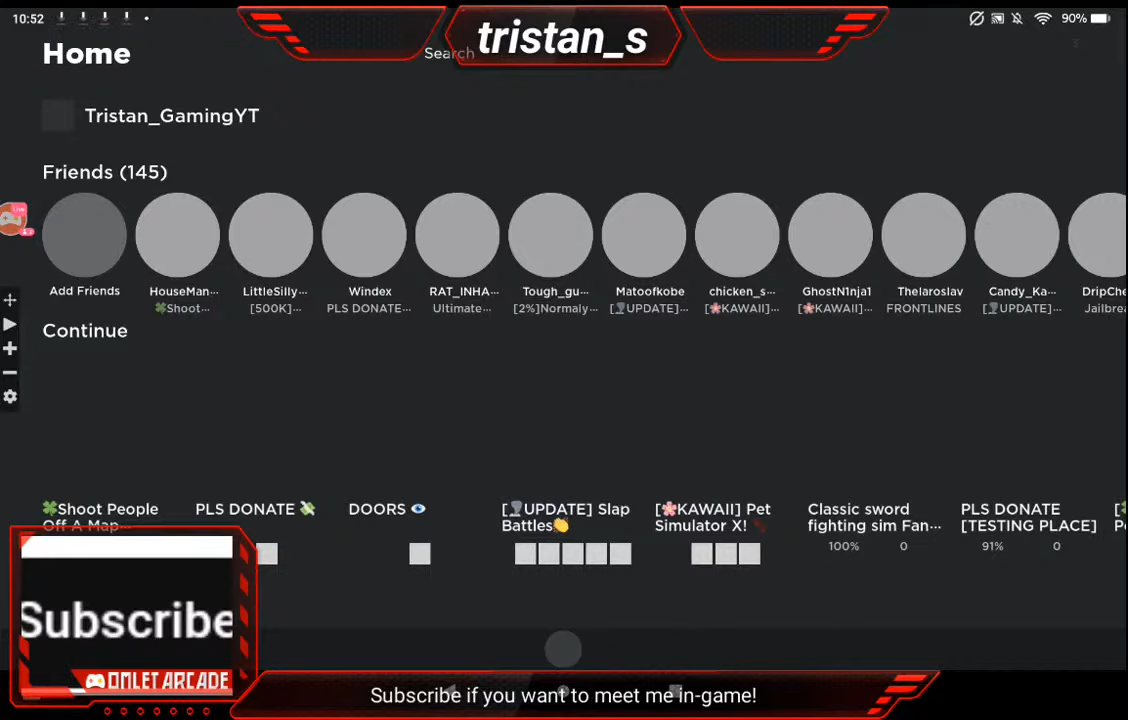 10:52
tristan_s
90%
Home
Search
Tristan_GamingYT
Friends (145)
Add Friends
HouseMan...
🍀Shoot...
LittleSilly...
[500K]...
Windex
PLS DONATE...
RAT_INHA...
Ultimate...
Tough_gu...
[2%]Normaly...
Matoofkobe
[🏆UPDATE]...
chicken_s...
[🌸KAWAII]...
GhostN1nja1
[🌸KAWAII]...
Thelaroslav
FRONTLINES
Candy_Ka...
[🏆UPDATE]...
DripChe
Jailbrea
Continue
🍀Shoot People
Off A Map...
PLS DONATE 💸
DOORS 👁️
[🏆UPDATE] Slap
Battles👏
[🌸KAWAII] Pet
Simulator X! 🐾
Classic sword
fighting sim Fan...
100% 0
PLS DONATE
[TESTING PLACE]
91% 0
Subscribe
OMLET ARCADE
Subscribe if you want to meet me in-game!